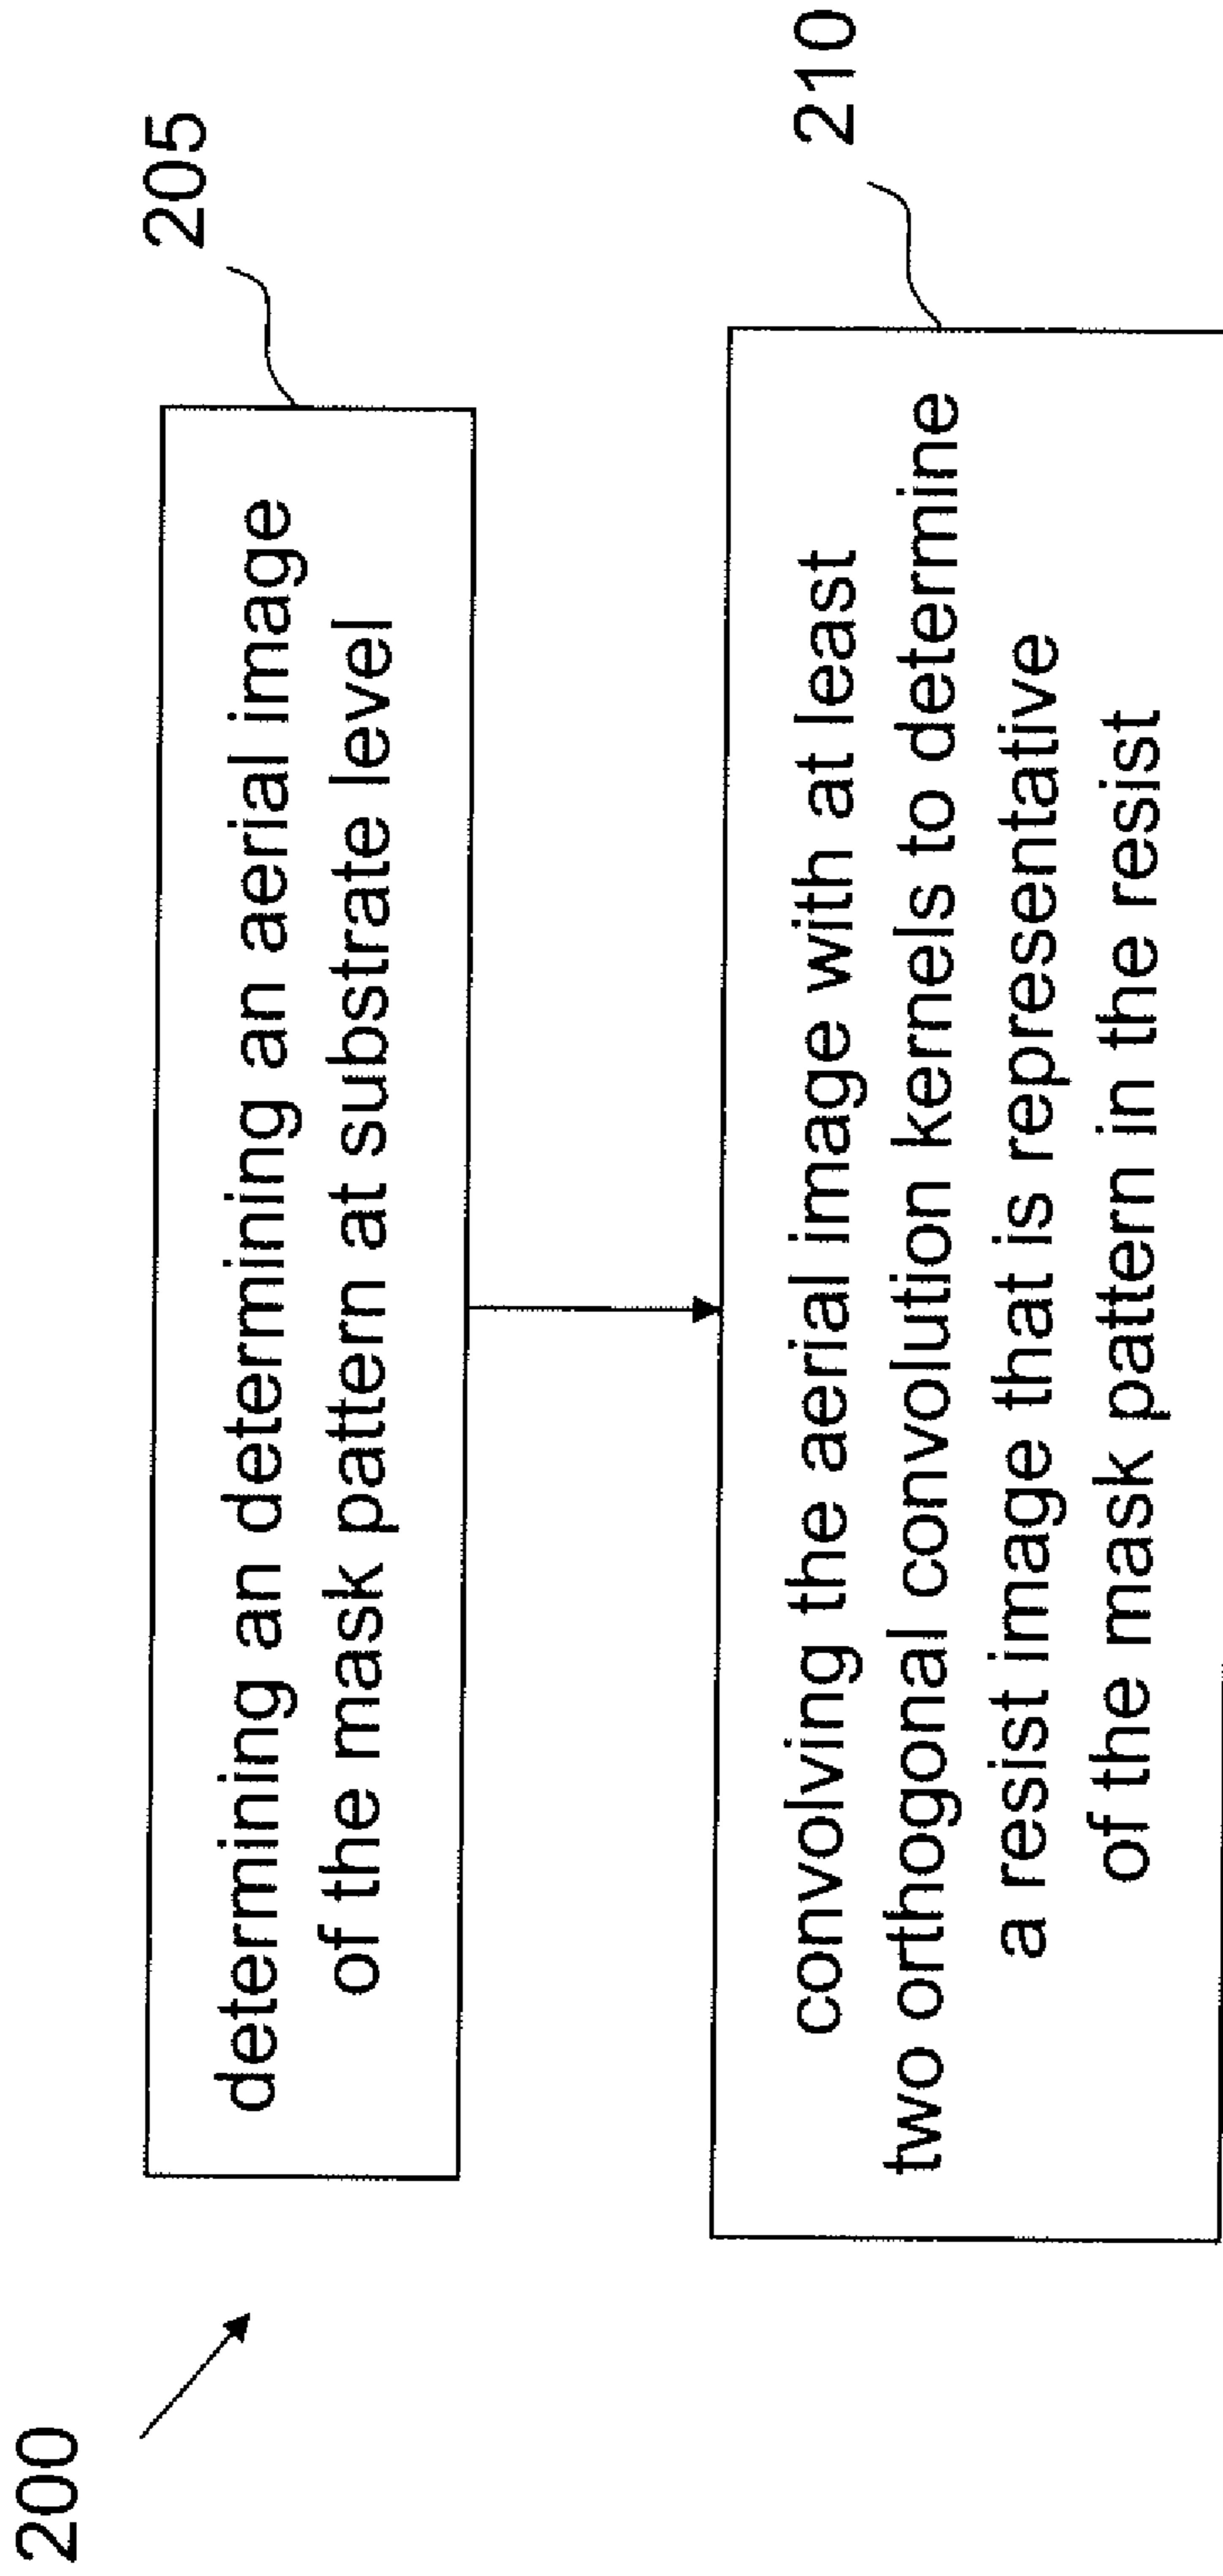 200
205
determining an determining an aerial image
of the mask pattern at substrate level
210
convolving the aerial image with at least
two orthogonal convolution kernels to determine
a resist image that is representative
of the mask pattern in the resist